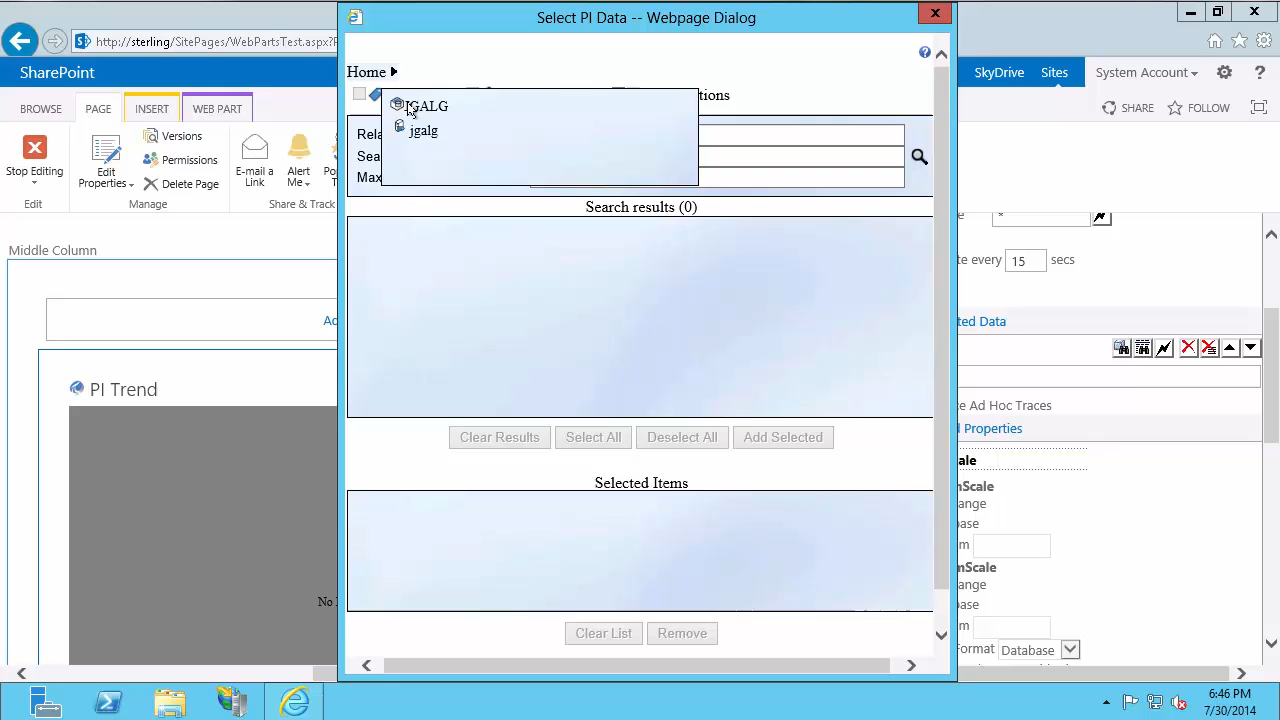 Select PI Data -- Webpage Dialog
http://sterling/SitePages/WebPartsTest.aspx?
SharePoint
SkyDrive Sites System Account
BROWSE PAGE INSERT WEB PART
SHARE FOLLOW
Stop Editing
Edit Properties
Versions
Permissions
Delete Page
E-mail a Link
Alert Me
Edit Manage Share & Track
Middle Column
PI Trend
Home
JGALG
jgalg
tions
Rela
Sea
Max
Search results (0)
Clear Results Select All Deselect All Add Selected
Selected Items
Clear List Remove
*
te every 15 secs
ted Data
e Ad Hoc Traces
d Properties
ale
mScale
ange
base
m
mScale
ange
base
m
Format Database
6:46 PM
7/30/2014